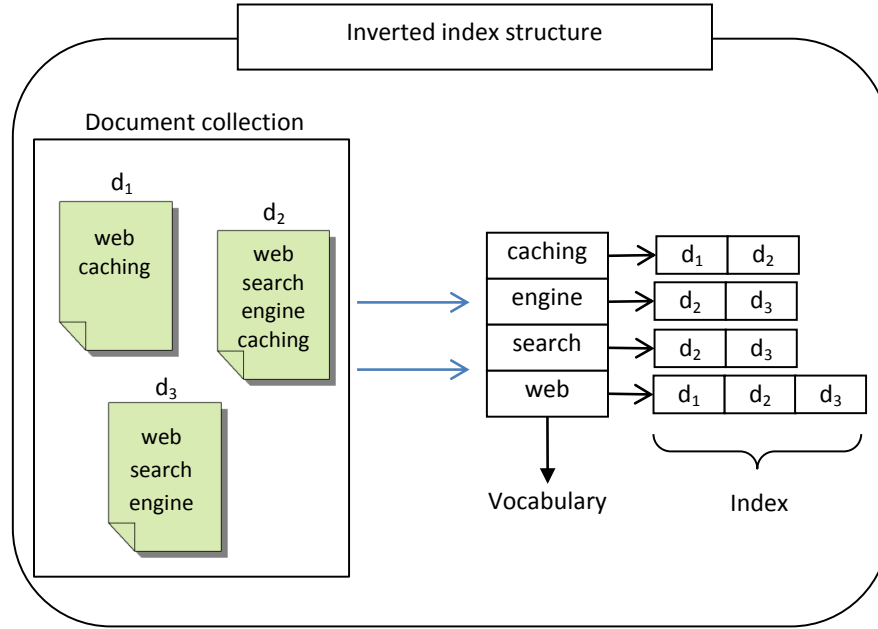 Inverted index structure
Document collection
d₁
web
caching
d₂
web
search
engine
caching
d₃
web
search
engine
caching d₁ d₂
engine d₂ d₃
search d₂ d₃
web d₁ d₂ d₃
Vocabulary
Index